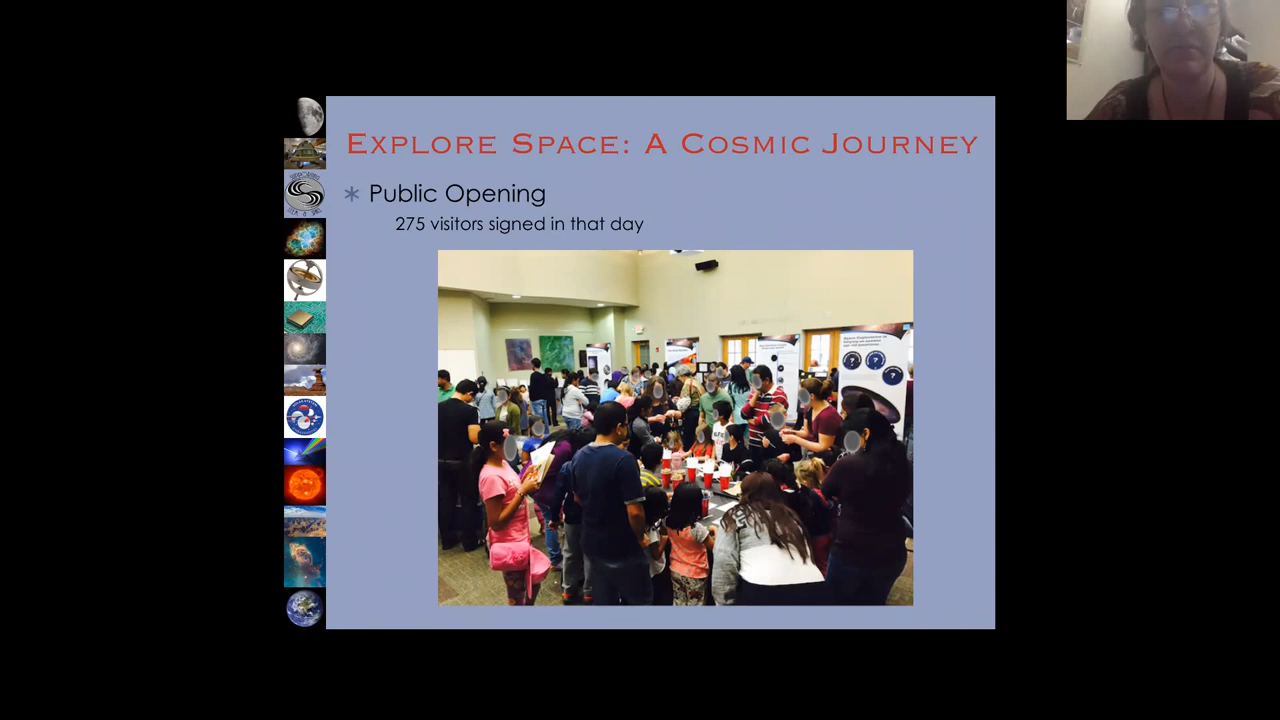 EXPLORE SPACE: A COSMIC JOURNEY
Public Opening
275 visitors signed in that day